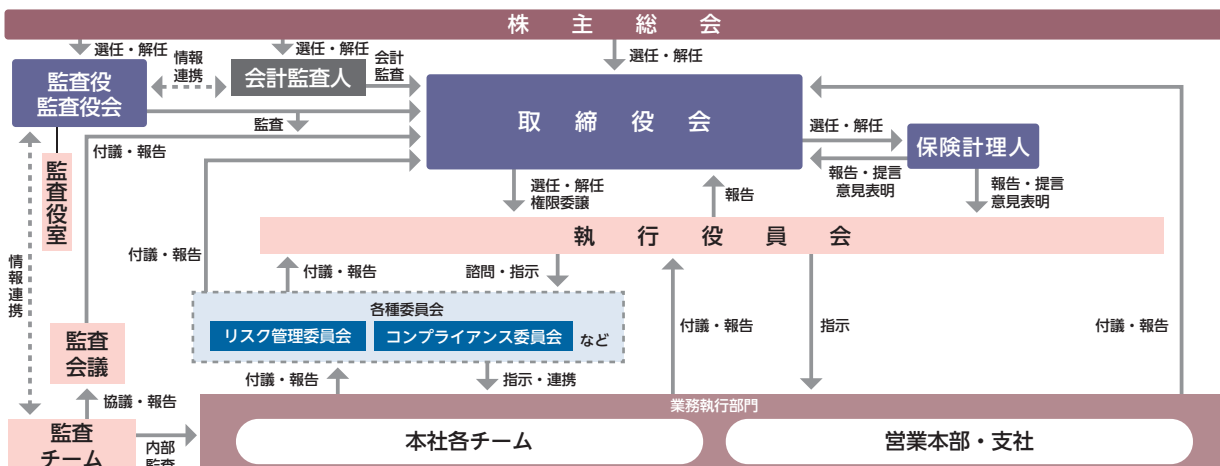 株主総会
選任・解任
情報
連携
選任・解任
会計
監査
選任・解任
監査役
監査役会
会計監査人
取締役会
監査
選任・解任
保険計理人
付議・報告
報告・提言
意見表明
報告・提言
意見表明
監査役室
選任・解任
権限委譲
報告
執行役員会
付議・報告
情報連携
付議・報告
諮問・指示
各種委員会
リスク管理委員会
コンプライアンス委員会
など
付議・報告
指示
付議・報告
監査
会議
付議・報告
指示・連携
協議・報告
業務執行部門
監査
チーム
内部
監査
本社各チーム
営業本部・支社